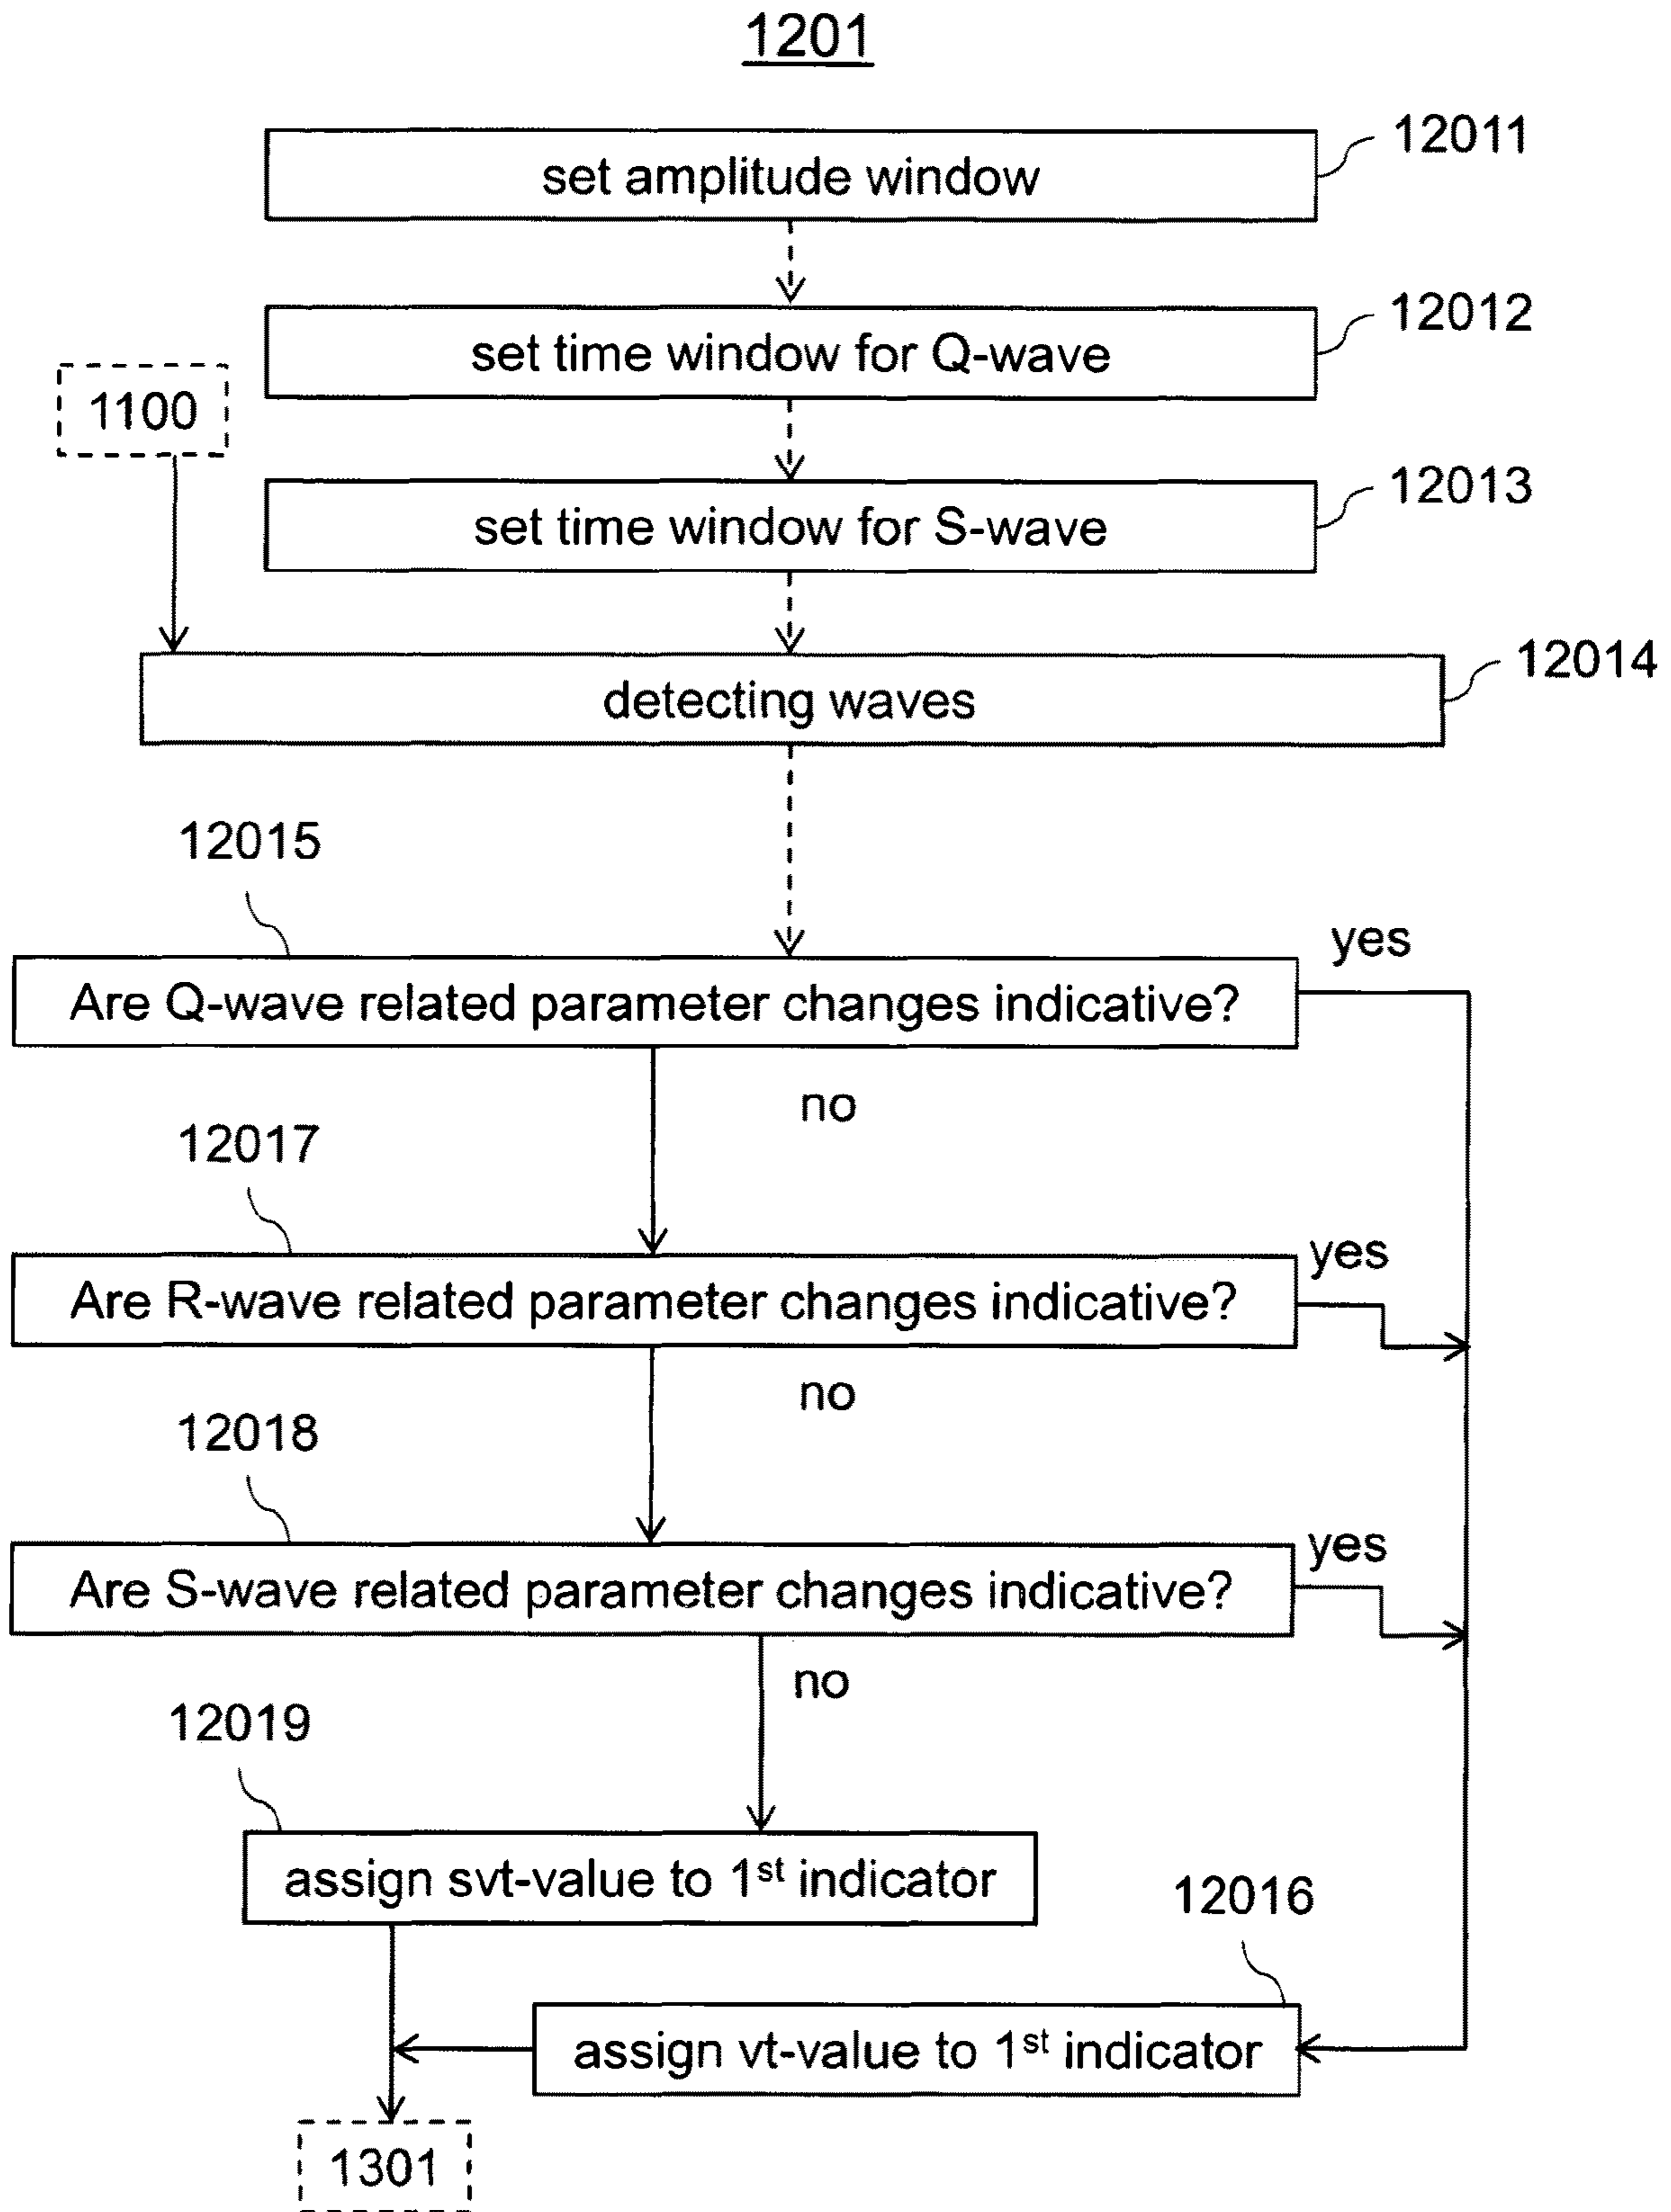 1201
set amplitude window
12011
set time window for Q-wave
12012
1100
set time window for S-wave
12013
detecting waves
12014
12015
Are Q-wave related parameter changes indicative?
yes
no
12017
Are R-wave related parameter changes indicative?
yes
no
12018
Are S-wave related parameter changes indicative?
yes
no
12019
assign svt-value to 1st indicator
12016
assign vt-value to 1st indicator
1301